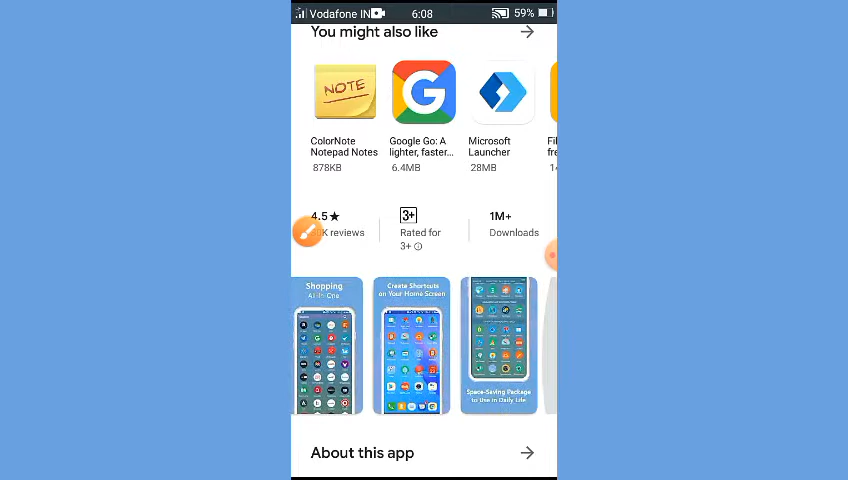 Vodafone IN
6:08
59%
You might also like
NOTE
G
ColorNote
Notepad Notes
878KB
Google Go: A
lighter, faster...
6.4MB
Microsoft
Launcher
28MB
4.5★
K reviews
3+
Rated for
3+
1M+
Downloads
Shopping
All-In-One
Create Shortcuts
on Your Home Screen
Space-Saving Package
to Use in Daily Life
About this app